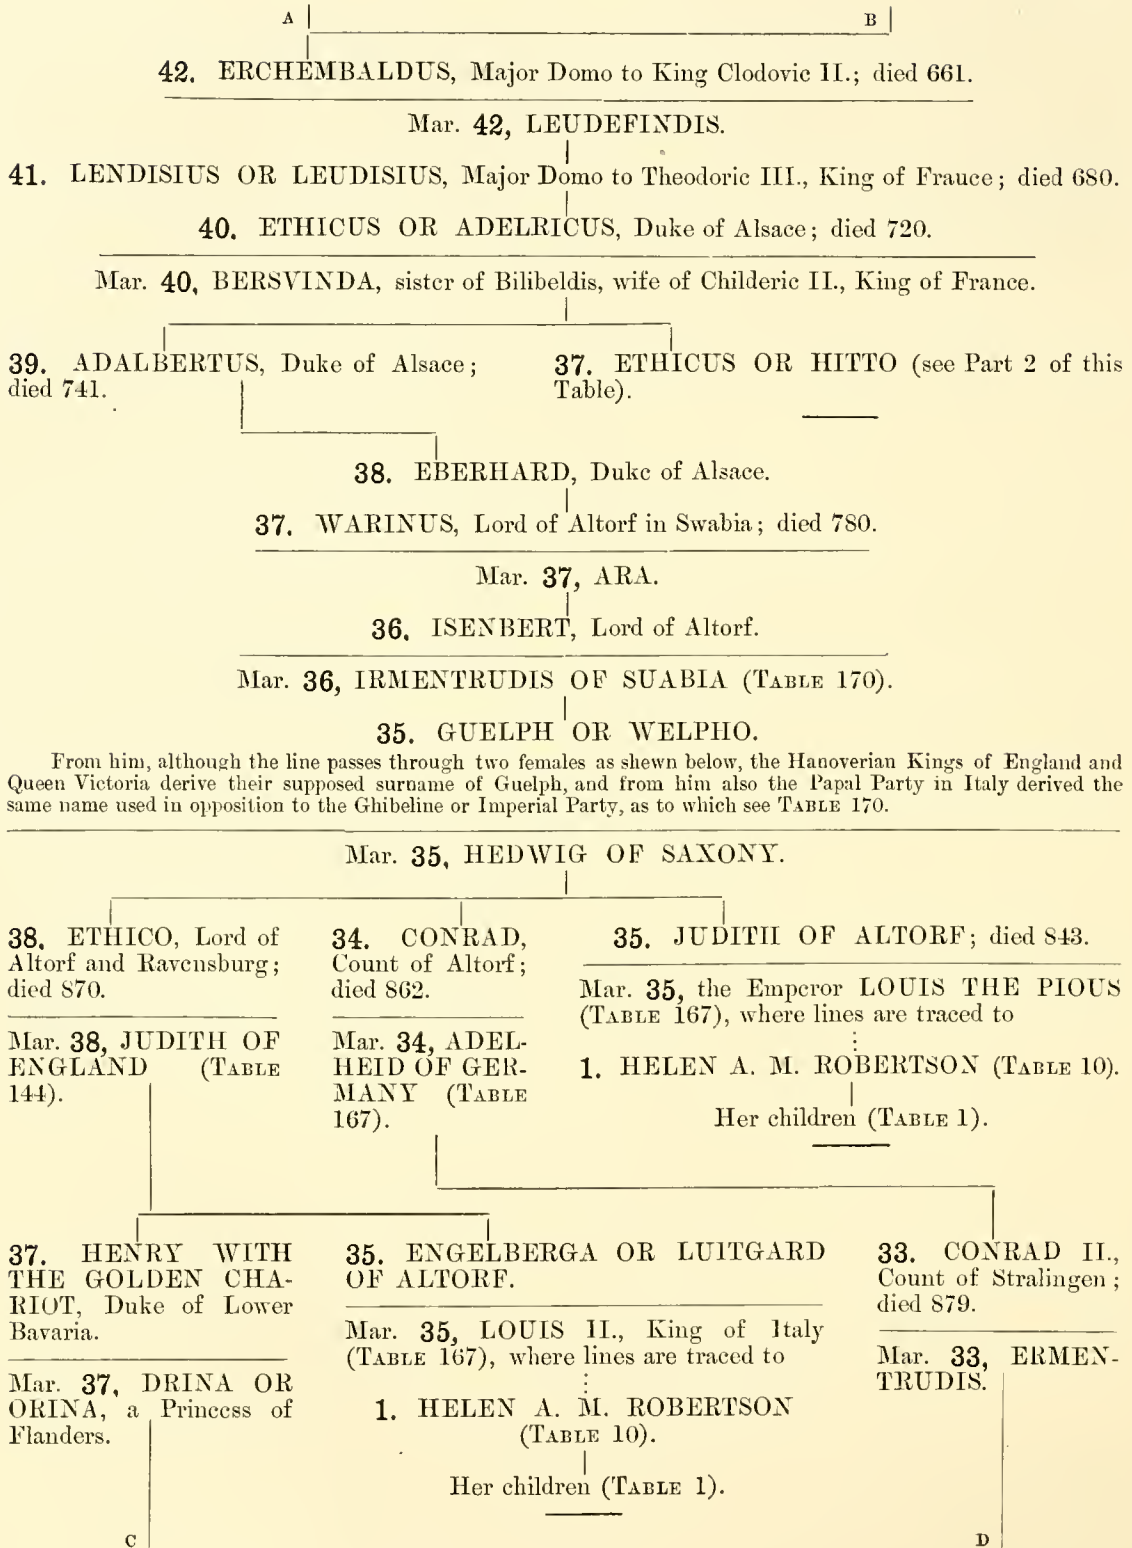 A B
42. ERCHEMBALDUS, Major Domo to King Clodovic II.; died 661.
Mar. 42, LEUDEFINDIS.
41. LENDISIUS OR LEUDISIUS, Major Domo to Theodoric III., King of Frauce; died 680.
40. ETHICUS OR ADELRICUS, Duke of Alsace; died 720.
Mar. 40, BERSVINDA, sister of Bilibeldis, wife of Childeric II., King of France.
39. ADALBERTUS, Duke of Alsace;
died 741.
37. ETHICUS OR HITTO (see Part 2 of this
Table).
38. EBERHARD, Duke of Alsace.
37. WARINUS, Lord of Altorf in Swabia; died 780.
Mar. 37, ARA.
36. ISENBERT, Lord of Altorf.
Mar. 36, IRMENTRUDIS OF SUABIA (TABLE 170).
35. GUELPH OR WELPHO.
From him, although the line passes through two females as shewn below, the Hanoverian Kings of England and
Queen Victoria derive their supposed surname of Guelph, and from him also the Papal Party in Italy derived the
same name used in opposition to the Ghibeline or Imperial Party, as to which see TABLE 170.
Mar. 35, HEDWIG OF SAXONY.
38. ETHICO, Lord of
Altorf and Ravensburg;
died 870.
Mar. 38, JUDITH OF
ENGLAND (TABLE
144).
34. CONRAD,
Count of Altorf;
died 862.
Mar. 34, ADEL-
HEID OF GER-
MANY (TABLE
167).
35. JUDITH OF ALTORF; died 843.
Mar. 35, the Emperor LOUIS THE PIOUS
(TABLE 167), where lines are traced to
1. HELEN A. M. ROBERTSON (TABLE 10).
Her children (TABLE 1).
37. HENRY WITH
THE GOLDEN CHA-
RIOT, Duke of Lower
Bavaria.
Mar. 37, DRINA OR
ORINA, a Princess of
Flanders.
35. ENGELBERGA OR LUITGARD
OF ALTORF.
Mar. 35, LOUIS II., King of Italy
(TABLE 167), where lines are traced to
1. HELEN A. M. ROBERTSON
(TABLE 10).
Her children (TABLE 1).
33. CONRAD II.,
Count of Stralingen;
died 879.
Mar. 33, ERMEN-
TRUDIS.
C D